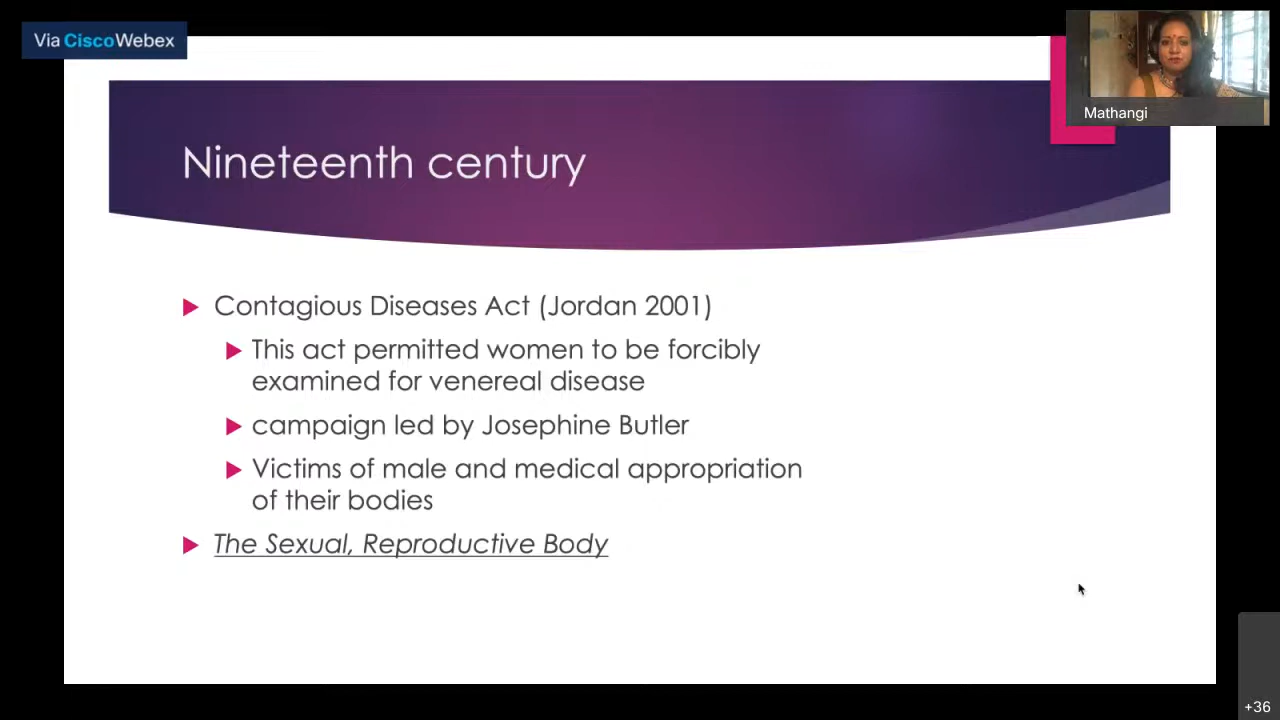 Via CiscoWebex
Mathangi
Nineteenth century
Contagious Diseases Act (Jordan 2001)
This act permitted women to be forcibly
examined for venereal disease
campaign led by Josephine Butler
Victims of male and medical appropriation
of their bodies
The Sexual, Reproductive Body
+36